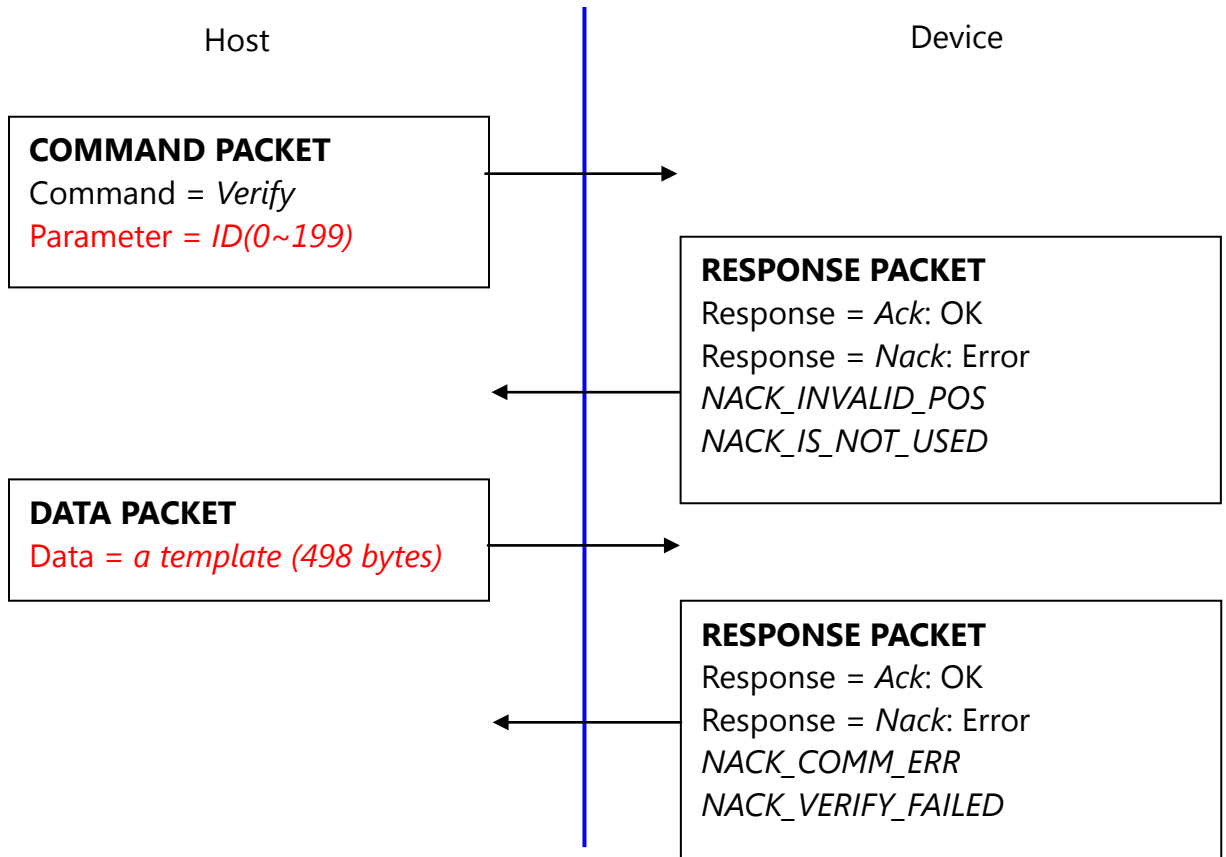 Host
Device
COMMAND PACKET
Command = Verify
Parameter = ID(0~199)
RESPONSE PACKET
Response = Ack: OK
Response = Nack: Error
NACK_INVALID_POS
NACK_IS_NOT_USED
DATA PACKET
Data = a template (498 bytes)
RESPONSE PACKET
Response = Ack: OK
Response = Nack: Error
NACK_COMM_ERR
NACK_VERIFY_FAILED